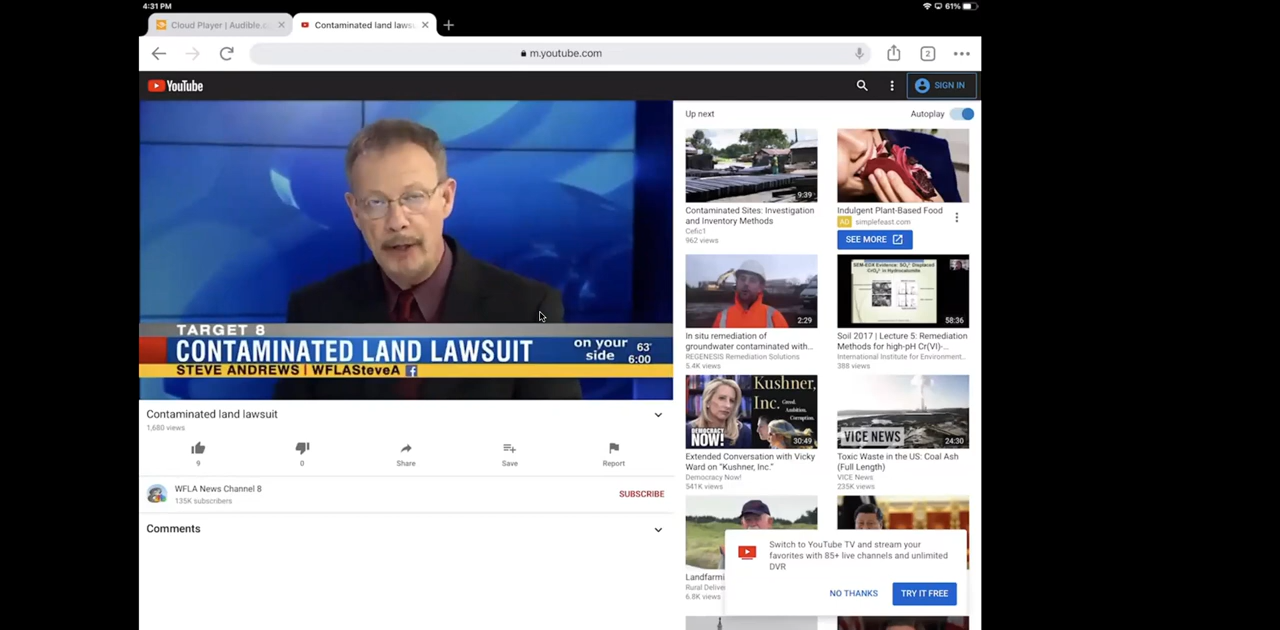 4:31 PM
61%
Cloud Player | Audible.c
Contaminated land laws
m.youtube.com
2
YouTube
SIGN IN
TARGET 8
CONTAMINATED LAND LAWSUIT
on your
side
63°
6:00
STEVE ANDREWS | WFLASteveA f
Contaminated land lawsuit
1,680 views
9
0
Share
Save
Report
WFLA News Channel 8
135K subscribers
SUBSCRIBE
Comments
Up next
Autoplay
9:39
Contaminated Sites: Investigation
and Inventory Methods
Cefic1
962 views
Indulgent Plant-Based Food
AD simplefeast.com
SEE MORE
2:29
In situ remediation of
groundwater contaminated with...
REGENESIS Remediation Solutions
5.4K views
58:36
Soil 2017 | Lecture 5: Remediation
Methods for high-pH Cr(VI)-...
International Institute for Environment...
388 views
Kushner,
Inc.
DEMOCRACY
NOW!
30:49
Extended Conversation with Vicky
Ward on "Kushner, Inc."
Democracy Now!
541K views
VICE NEWS
24:30
Toxic Waste in the US: Coal Ash
(Full Length)
VICE News
235K views
Landfarmi
Rural Delive
6.8K views
Switch to YouTube TV and stream your
favorites with 85+ live channels and unlimited
DVR
NO THANKS
TRY IT FREE